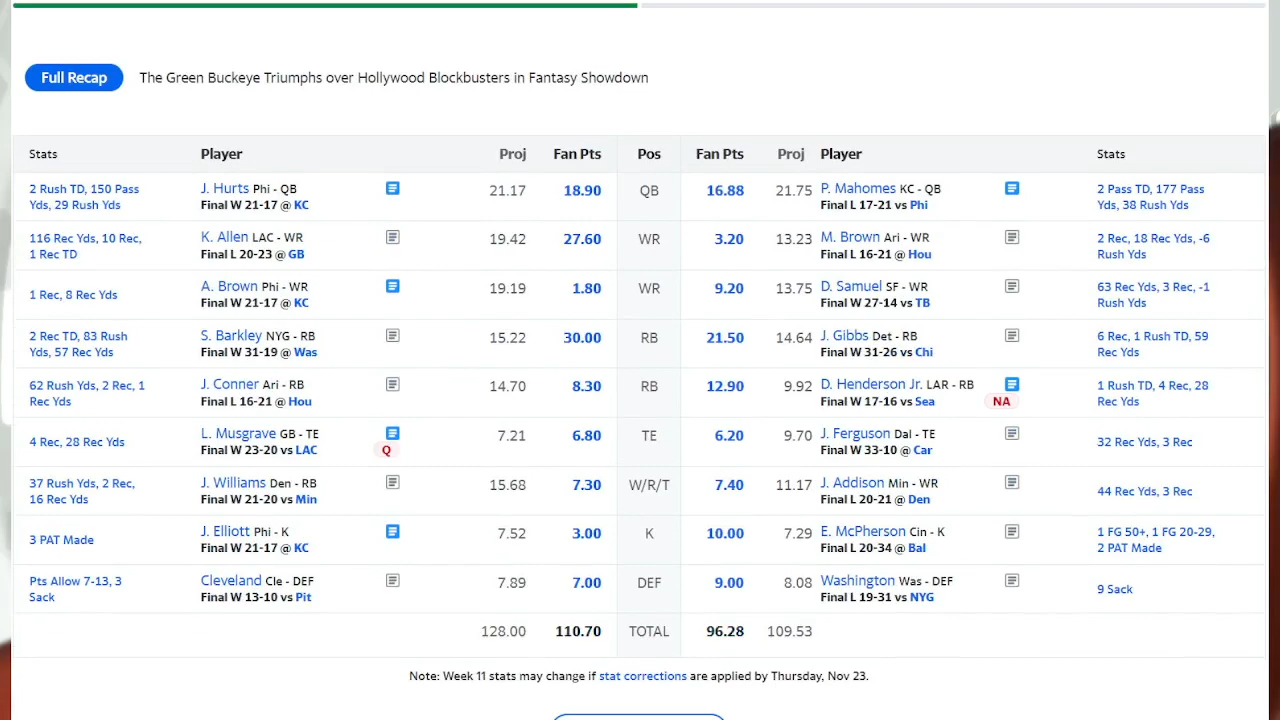 Full Recap The Green Buckeye Triumphs over Hollywood Blockbusters in Fantasy Showdown
Stats Player Proj Fan Pts Pos Fan Pts Proj Player Stats
2 Rush TD, 150 Pass J. Hurts Phi - QB 21.17 18.90 QB 16.88 21.75 P. Mahomes KC - QB 2 Pass TD, 177 Pass
Yds, 29 Rush Yds Final W 21-17 @ KC Final L 17-21 vs Phi Yds, 38 Rush Yds
116 Rec Yds, 10 Rec, K. Allen LAC - WR 19.42 27.60 WR 3.20 13.23 M. Brown Ari - WR 2 Rec, 18 Rec Yds, -6
1 Rec TD Final L 20-23 @ GB Final L 16-21 @ Hou Rush Yds
1 Rec, 8 Rec Yds A. Brown Phi - WR 19.19 1.80 WR 9.20 13.75 D. Samuel SF - WR 63 Rec Yds, 3 Rec, -1
Final W 21-17 @ KC Final W 27-14 vs TB Rush Yds
2 Rec TD, 83 Rush S. Barkley NYG - RB 15.22 30.00 RB 21.50 14.64 J. Gibbs Det - RB 6 Rec, 1 Rush TD, 59
Yds, 57 Rec Yds Final W 31-19 @ Was Final W 31-26 vs Chi Rec Yds
62 Rush Yds, 2 Rec, 1 J. Conner Ari - RB 14.70 8.30 RB 12.90 9.92 D. Henderson Jr. LAR - RB 1 Rush TD, 4 Rec, 28
Rec Yds Final L 16-21 @ Hou Final W 17-16 vs Sea NA Rec Yds
4 Rec, 28 Rec Yds L. Musgrave GB - TE 7.21 6.80 TE 6.20 9.70 J. Ferguson Dal - TE 32 Rec Yds, 3 Rec
Final W 23-20 vs LAC Q Final W 33-10 @ Car
37 Rush Yds, 2 Rec, J. Williams Den - RB 15.68 7.30 W/R/T 7.40 11.17 J. Addison Min - WR 44 Rec Yds, 3 Rec
16 Rec Yds Final W 21-20 vs Min Final L 20-21 @ Den
3 PAT Made J. Elliott Phi - K 7.52 3.00 K 10.00 7.29 E. McPherson Cin - K 1 FG 50+, 1 FG 20-29,
Final W 21-17 @ KC Final L 20-34 @ Bal 2 PAT Made
Pts Allow 7-13, 3 Cleveland Cle - DEF 7.89 7.00 DEF 9.00 8.08 Washington Was - DEF 9 Sack
Sack Final W 13-10 vs Pit Final L 19-31 vs NYG
128.00 110.70 TOTAL 96.28 109.53
Note: Week 11 stats may change if stat corrections are applied by Thursday, Nov 23.